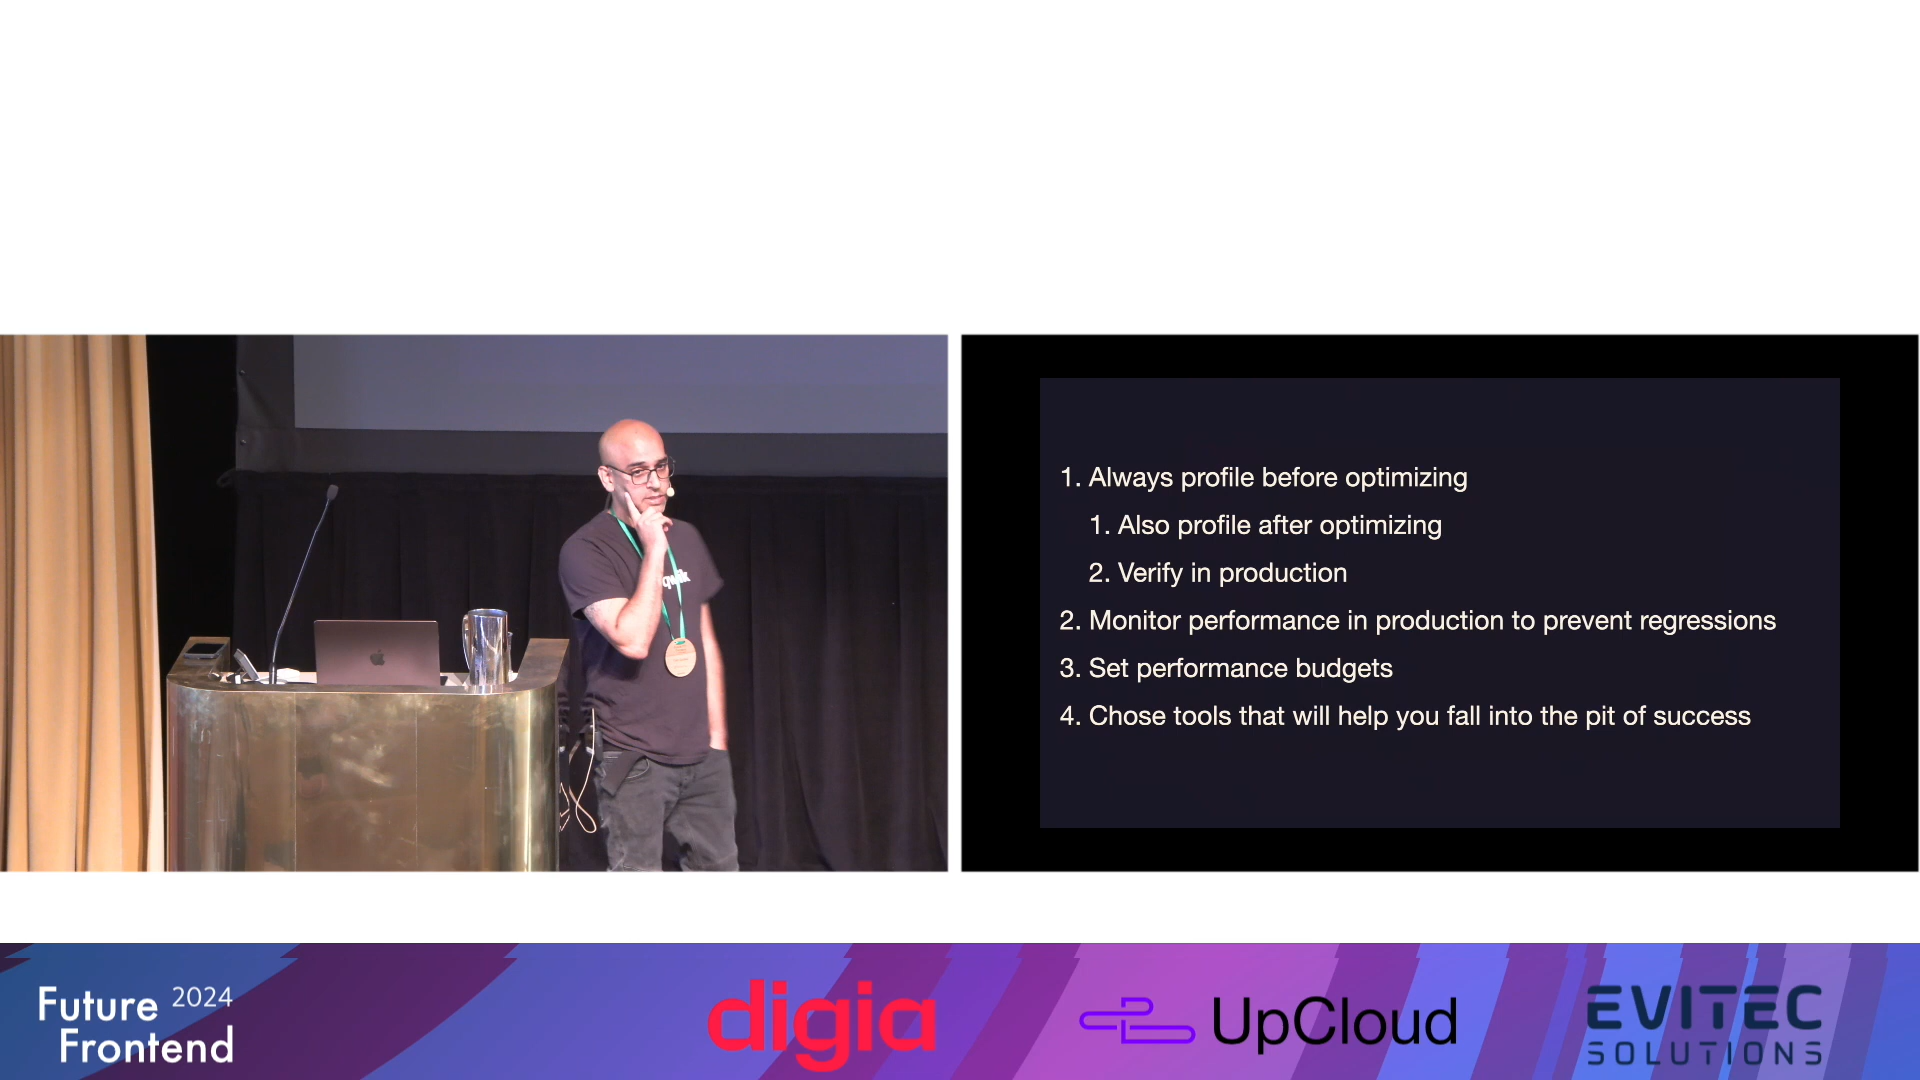 qwik
1. Always profile before optimizing
1. Also profile after optimizing
2. Verify in production
2. Monitor performance in production to prevent regressions
3. Set performance budgets
4. Chose tools that will help you fall into the pit of success
Future 2024
Frontend
digia
UpCloud
EVITEC
SOLUTIONS